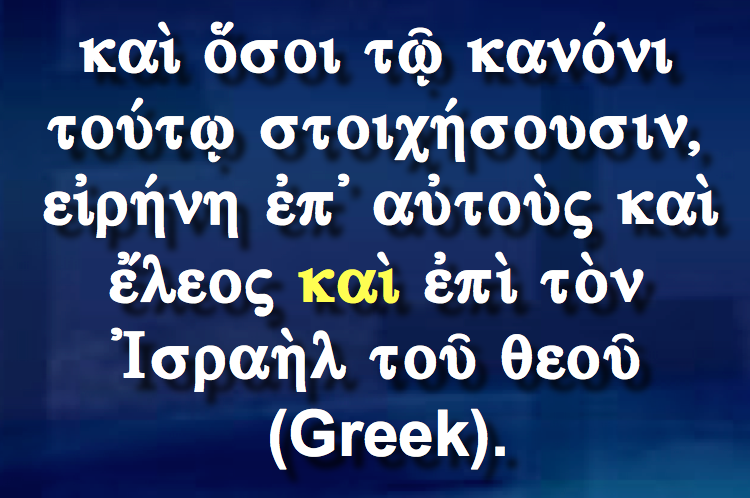 καὶ ὅσοι τῷ κανόνι
τούτῳ στοιχήσουσιν,
εἰρήνη ἐπ᾽ αὐτοὺς καὶ
ἔλεος καὶ ἐπὶ τὸν
Ἰσραὴλ τοῦ θεοῦ
(Greek).